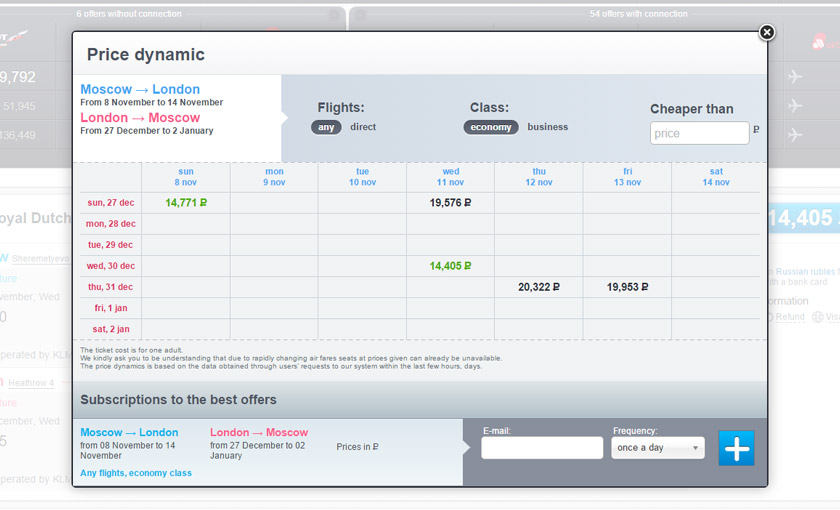 6 offers without connection
54 offers with connection
Price dynamic
9,792
51,945
136,449
Moscow → London
From 8 November to 14 November
London → Moscow
From 27 December to 2 January
Flights:
any direct
Class:
economy business
Cheaper than
price ₽
sun mon tue wed thu fri sat
8 nov 9 nov 10 nov 11 nov 12 nov 13 nov 14 nov
sun, 27 dec 14,771 ₽ 19,576 ₽
mon, 28 dec
tue, 29 dec
wed, 30 dec 14,405 ₽
thu, 31 dec 20,322 ₽ 19,953 ₽
fri, 1 jan
sat, 2 jan
oyal Dutch
14,405
Sheremetyevo
Russian rubles
th a bank card
vember, Wed
ormation
Refund Visa
perated by KLM
Heathrow 4
cember, Wed
perated by KLM
The ticket cost is for one adult.
We kindly ask you to be understanding that due to rapidly changing air fares seats at prices given can already be unavailable.
The price dynamics is based on the data obtained through users' requests to our system within the last few hours, days.
Subscriptions to the best offers
Moscow → London
from 08 November to 14
November
London → Moscow
from 27 December to 02
January
Prices in ₽
Any flights, economy class
E-mail:
Frequency:
once a day